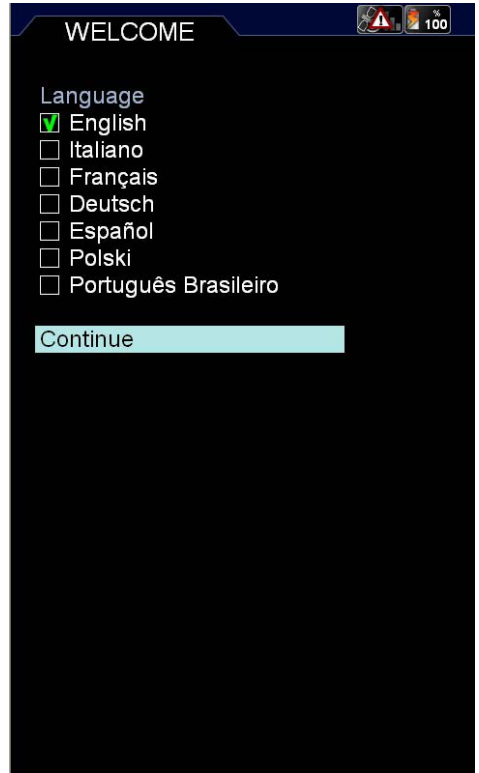 WELCOME
%
100
Language
English
Italiano
Français
Deutsch
Español
Polski
Português Brasileiro
Continue